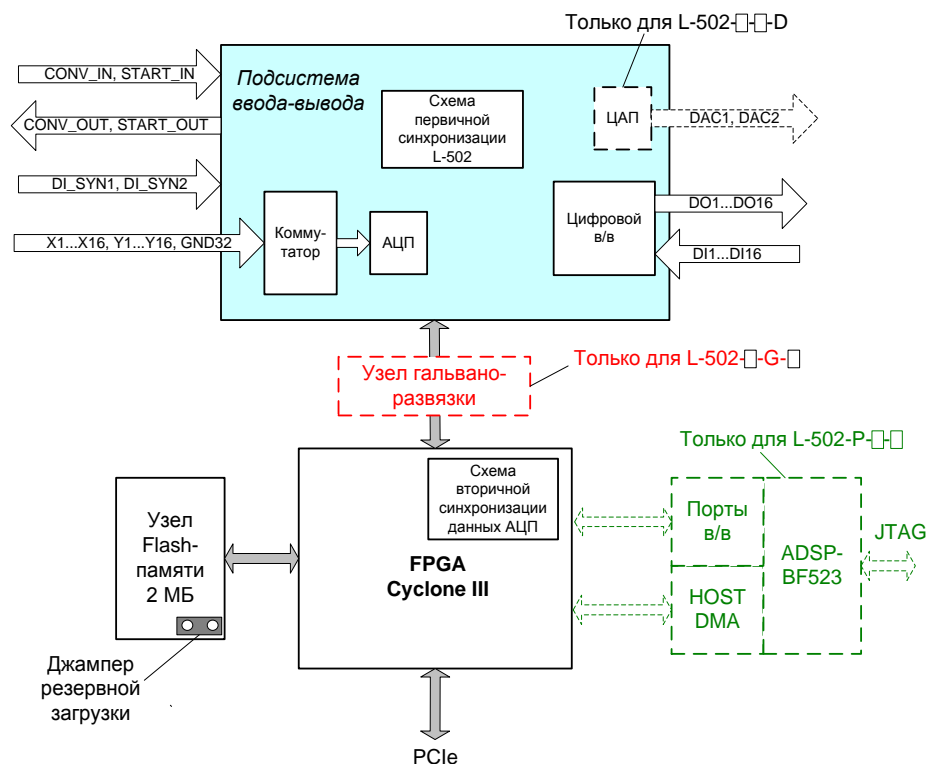 Только для L-502-□-□-D
CONV_IN, START_IN
Подсистема
ввода-вывода
Схема
первичной
синхронизации
L-502
ЦАП
DAC1, DAC2
CONV_OUT, START_OUT
DI_SYN1, DI_SYN2
DO1...DO16
Цифровой
в/в
X1...X16, Y1...Y16, GND32
Комму-
татор
АЦП
DI1...DI16
Узел гальвано-
развязки
Только для L-502-□-G-□
Только для L-502-P-□-□
Схема
вторичной
синхронизации
данных АЦП
Узел
Flash-
памяти
2 МБ
FPGA
Cyclone III
Порты
в/в
ADSP-
BF523
JTAG
HOST
DMA
Джампер
резервной
загрузки
PCIe